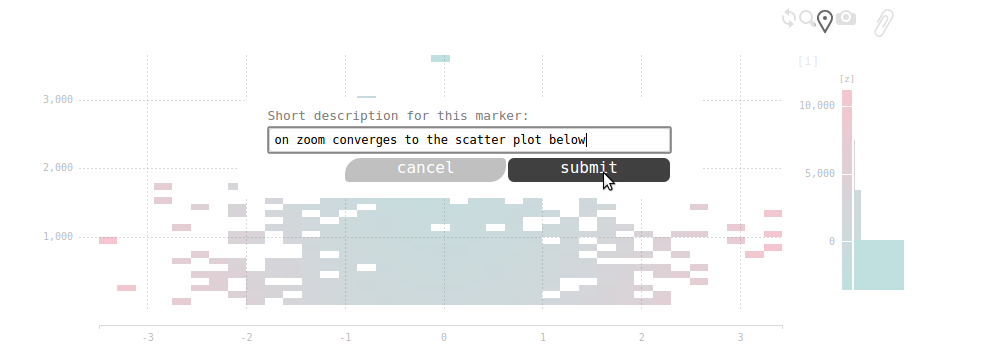 [i]
[z]
3,000
10,000
Short description for this marker:
on zoom converges to the scatter plot below
2,000
cancel
submit
5,000
1,000
0
-3 -2 -1 0 1 2 3